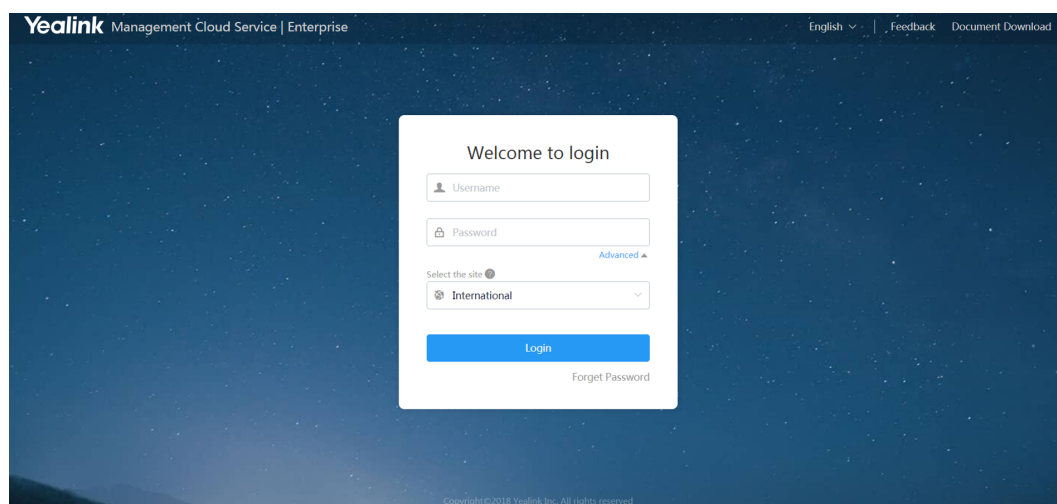 Yealink Management Cloud Service | Enterprise
English
Feedback
Document Download
Welcome to login
Username
Password
Advanced
Select the site ?
International
Login
Forget Password
Copyright©2018 Yealink Inc. All rights reserved